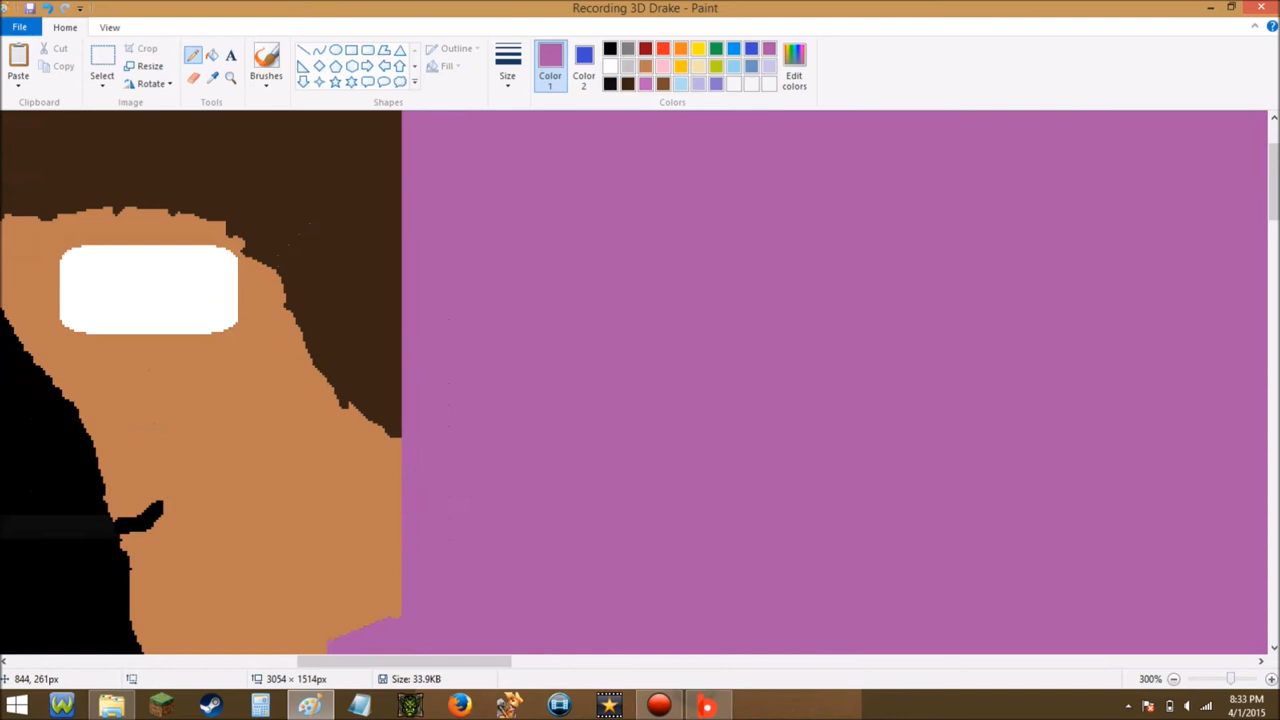 Recording 3D Drake - Paint
File Home View
Paste
Cut
Copy
Clipboard
Select
Crop
Resize
Rotate
Image
A
Tools
Brushes
Outline
Fill
Shapes
Size
Color 1
Color 2
Edit colors
Colors
844, 261px
3054 × 1514px
Size: 33.9KB
300%
8:33 PM
4/1/2015